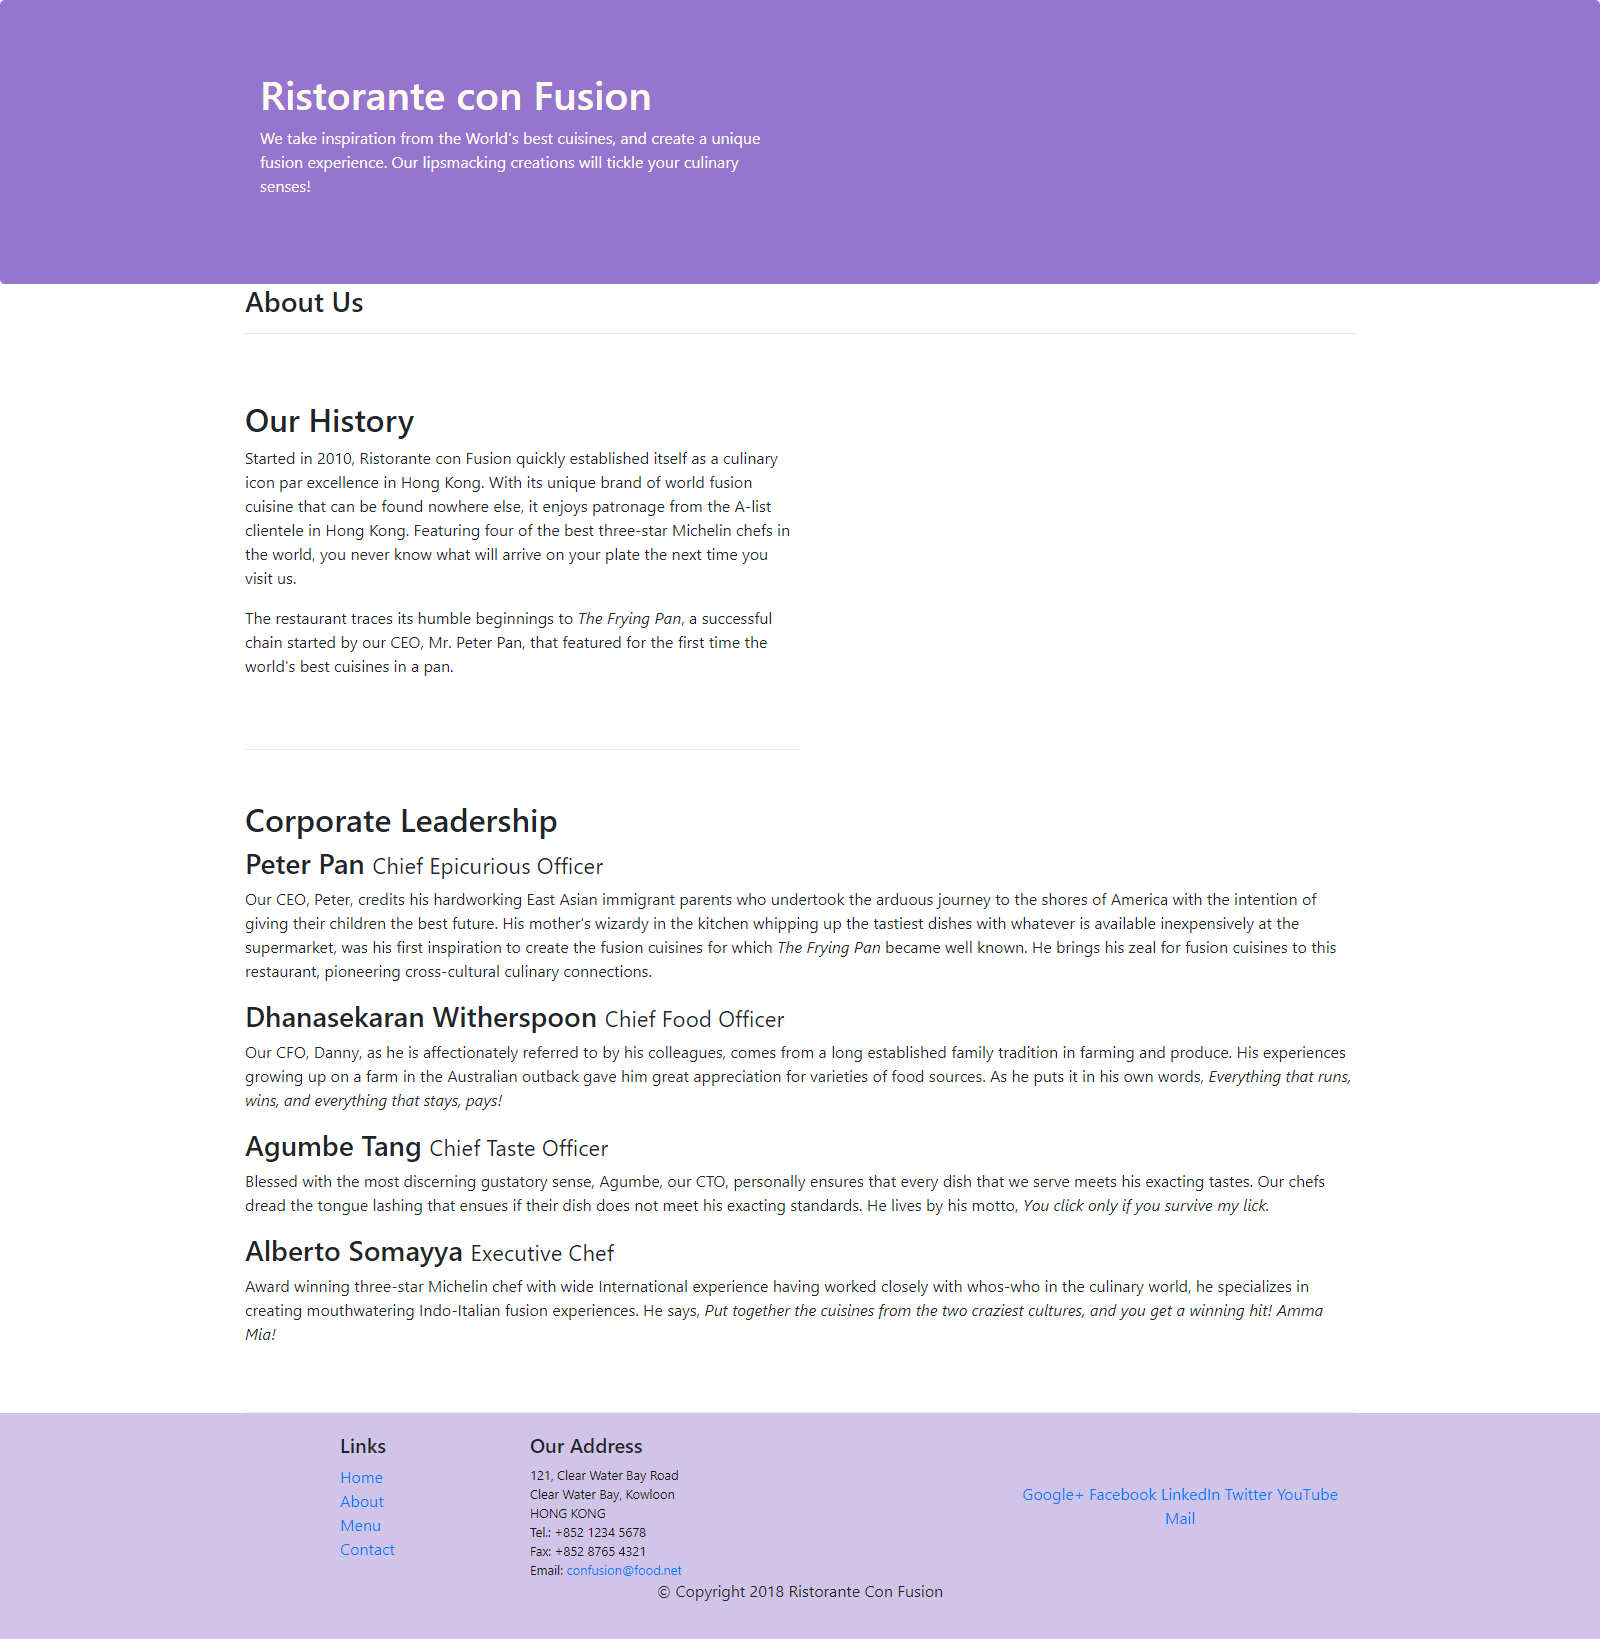 Ristorante con Fusion
We take inspiration from the World's best cuisines, and create a unique
fusion experience. Our lipsmacking creations will tickle your culinary
senses!
About Us
Our History
Started in 2010, Ristorante con Fusion quickly established itself as a culinary
icon par excellence in Hong Kong. With its unique brand of world fusion
cuisine that can be found nowhere else, it enjoys patronage from the A-list
clientele in Hong Kong. Featuring four of the best three-star Michelin chefs in
the world, you never know what will arrive on your plate the next time you
visit us.
The restaurant traces its humble beginnings to The Frying Pan, a successful
chain started by our CEO, Mr. Peter Pan, that featured for the first time the
world's best cuisines in a pan.
Corporate Leadership
Peter Pan Chief Epicurious Officer
Our CEO, Peter, credits his hardworking East Asian immigrant parents who undertook the arduous journey to the shores of America with the intention of
giving their children the best future. His mother's wizardy in the kitchen whipping up the tastiest dishes with whatever is available inexpensively at the
supermarket, was his first inspiration to create the fusion cuisines for which The Frying Pan became well known. He brings his zeal for fusion cuisines to this
restaurant, pioneering cross-cultural culinary connections.
Dhanasekaran Witherspoon Chief Food Officer
Our CFO, Danny, as he is affectionately referred to by his colleagues, comes from a long established family tradition in farming and produce. His experiences
growing up on a farm in the Australian outback gave him great appreciation for varieties of food sources. As he puts it in his own words, Everything that runs,
wins, and everything that stays, pays!
Agumbe Tang Chief Taste Officer
Blessed with the most discerning gustatory sense, Agumbe, our CTO, personally ensures that every dish that we serve meets his exacting tastes. Our chefs
dread the tongue lashing that ensues if their dish does not meet his exacting standards. He lives by his motto, You click only if you survive my lick.
Alberto Somayya Executive Chef
Award winning three-star Michelin chef with wide International experience having worked closely with whos-who in the culinary world, he specializes in
creating mouthwatering Indo-Italian fusion experiences. He says, Put together the cuisines from the two craziest cultures, and you get a winning hit! Amma
Mia!
Links
Home
About
Menu
Contact
Our Address
121, Clear Water Bay Road
Clear Water Bay, Kowloon
HONG KONG
Tel.: +852 1234 5678
Fax: +852 8765 4321
Email: confusion@food.net
Google+ Facebook LinkedIn Twitter YouTube
Mail
© Copyright 2018 Ristorante Con Fusion